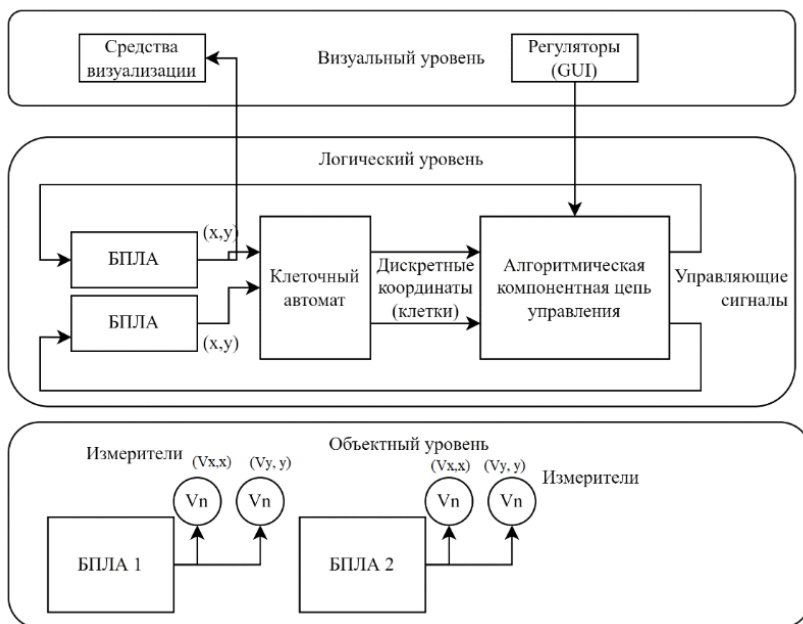 Средства
визуализации
Визуальный уровень
Регуляторы
(GUI)
Логический уровень
БПЛА
(x,y)
БПЛА
(x,y)
Клеточный
автомат
Дискретные
координаты
(клетки)
Алгоритмическая
компонентная цепь
управления
Управляющие
сигналы
Объектный уровень
Измерители
(Vx,x)
(Vy, y)
Vn
Vn
БПЛА 1
(Vx,x)
(Vy, y)
Измерители
Vn
Vn
БПЛА 2